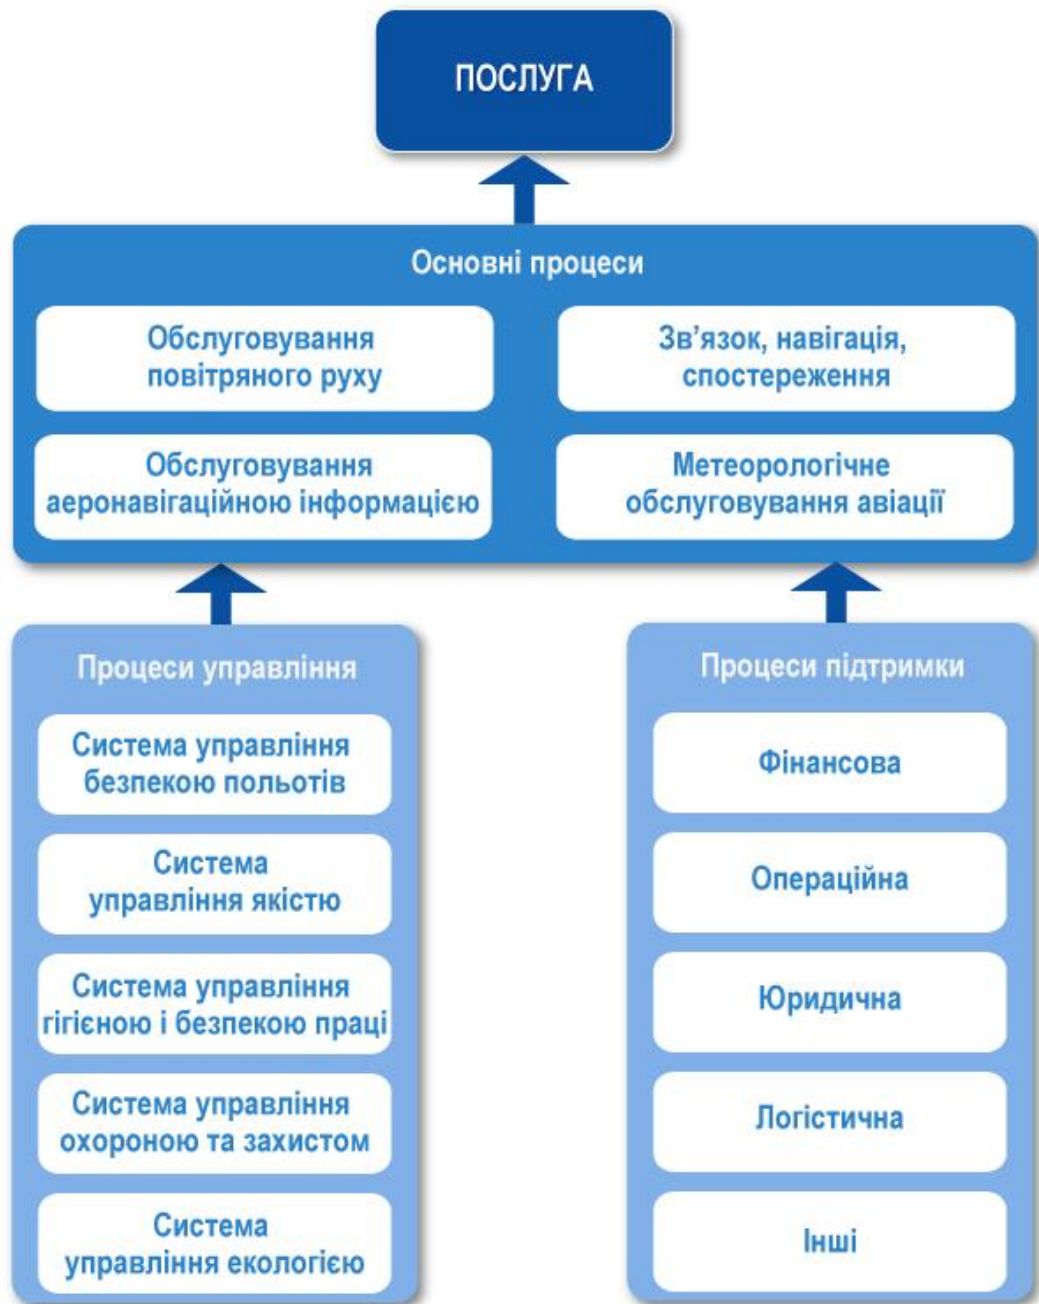 ПОСЛУГА
Основні процеси
Обслуговування
повітряного руху
Зв’язок, навігація,
спостереження
Обслуговування
аеронавігаційною інформацією
Метеорологічне
обслуговування авіації
Процеси управління
Система управління
безпекою польотів
Система
управління якістю
Система управління
гігієною і безпекою праці
Система управління
охороною та захистом
Система
управління екологією
Процеси підтримки
Фінансова
Операційна
Юридична
Логістична
Інші